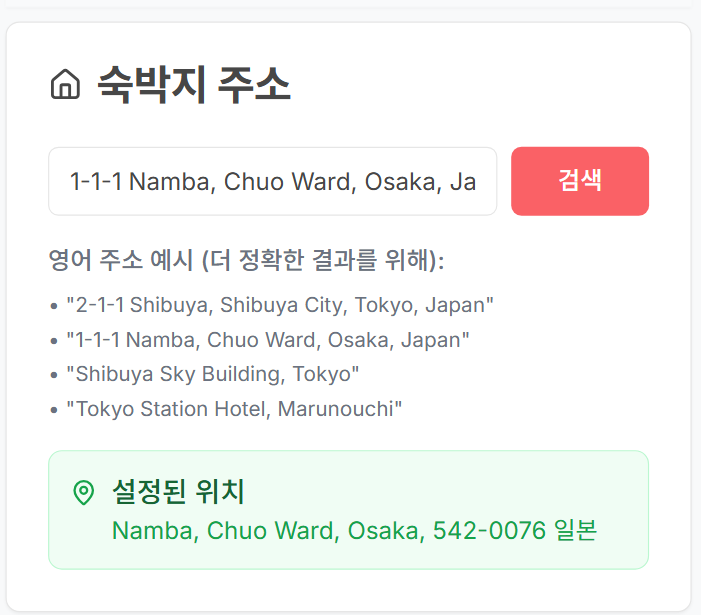 숙박지 주소
1-1-1 Namba, Chuo Ward, Osaka, Ja
검색
영어 주소 예시 (더 정확한 결과를 위해):
• "2-1-1 Shibuya, Shibuya City, Tokyo, Japan"
• "1-1-1 Namba, Chuo Ward, Osaka, Japan"
• "Shibuya Sky Building, Tokyo"
• "Tokyo Station Hotel, Marunouchi"
설정된 위치
Namba, Chuo Ward, Osaka, 542-0076 일본